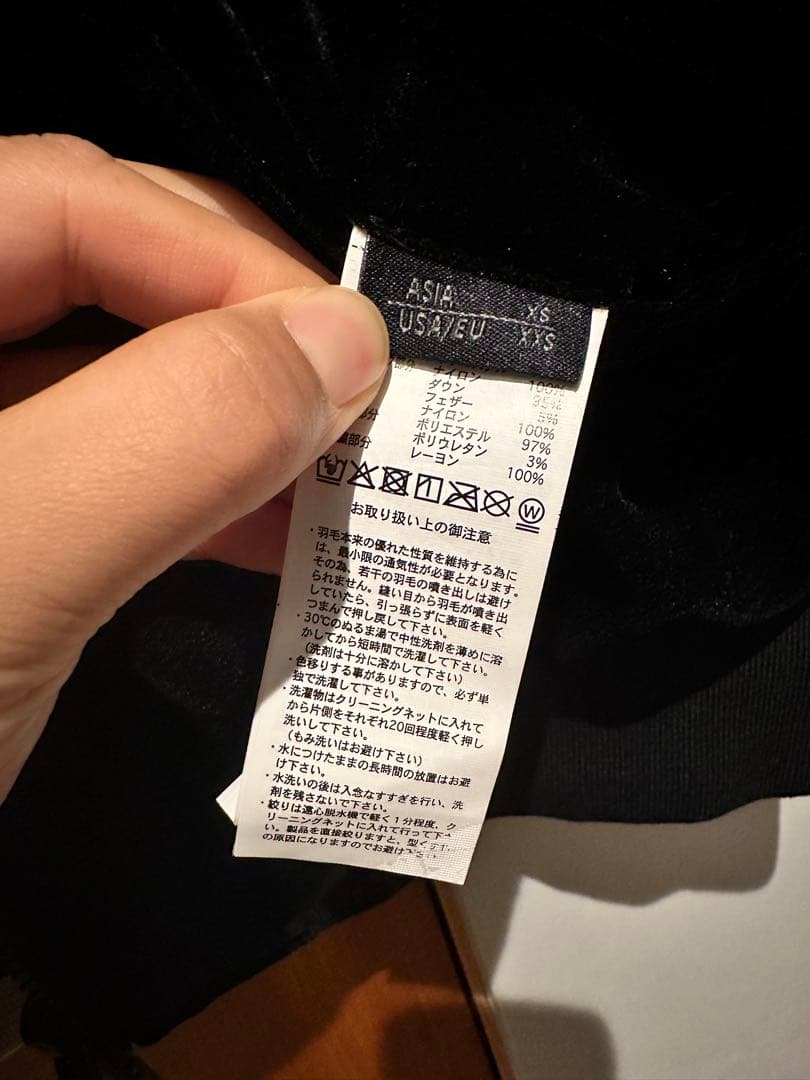 ASIA XS
USA/EU XXS
部分 ナイロン 100%
ダウン 95%
フェザー 5%
部分 ナイロン 100%
ポリエステル 97%
部分 ポリウレタン 3%
レーヨン 100%
W
お取り扱い上の御注意
・羽毛本来の優れた性質を維持する為に
は、最小限の通気性が必要となります。
その為、若干の羽毛の噴き出しは避け
られません。縫い目から羽毛が噴き出
していたら、引っ張らずに表面を軽く
つまんで押し戻して下さい。
・30℃のぬるま湯で中性洗剤を薄めに溶
かしてから短時間で洗濯して下さい。
(洗剤は十分に溶かして下さい)
・色移りする事がありますので、必ず単
独で洗濯して下さい。
・洗濯物はクリーニングネットに入れて
から片側をそれぞれ20回程度軽く押し
洗いして下さい。
(もみ洗いはお避け下さい)
・水につけたままの長時間の放置はお避
け下さい。
・水洗いの後は入念なすすぎを行い、洗
剤を残さないで下さい。
・絞りは遠心脱水機で軽く1分程度、ク
リーニングネットに入れて行って下
い。製品を直接絞りますと、型く
の原因になりますのでお避け下